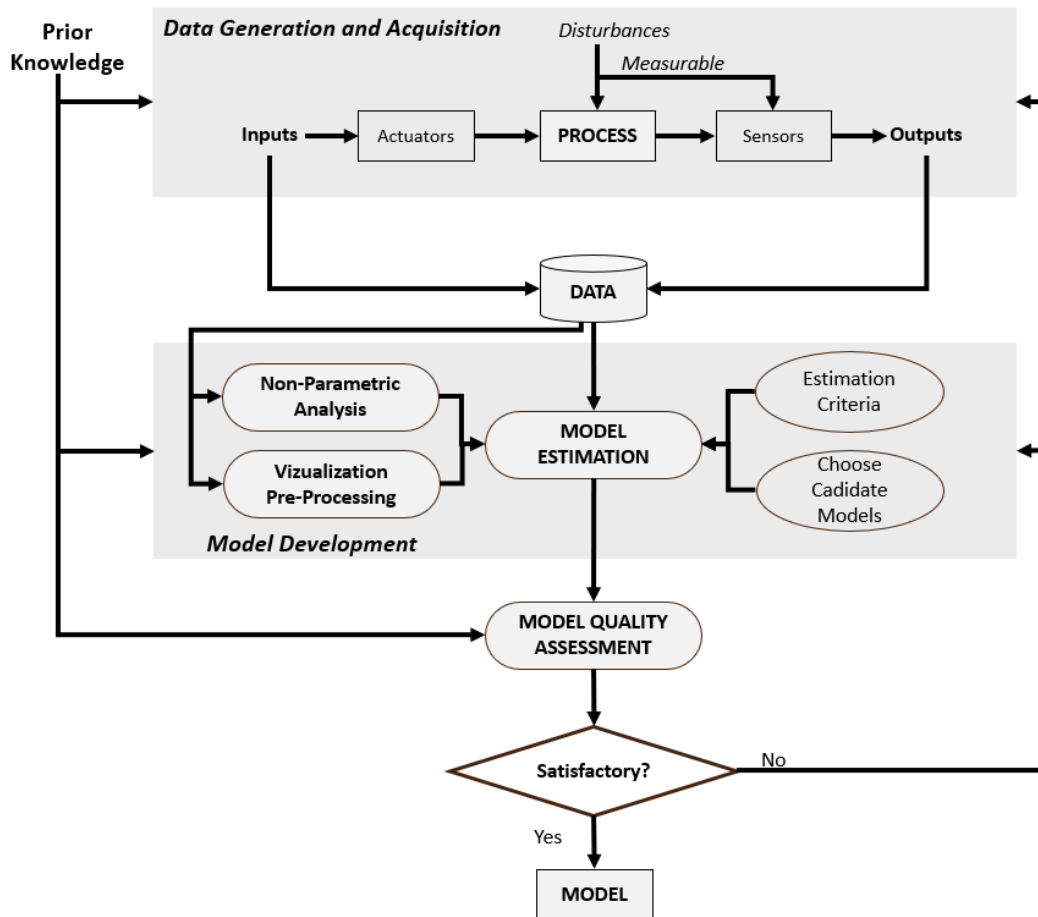 Prior
Knowledge
Data Generation and Acquisition
Disturbances
Measurable
Inputs
Actuators
PROCESS
Sensors
Outputs
DATA
Non-Parametric
Analysis
Vizualization
Pre-Processing
MODEL
ESTIMATION
Estimation
Criteria
Choose
Cadidate
Models
Model Development
MODEL QUALITY
ASSESSMENT
Satisfactory?
No
Yes
MODEL